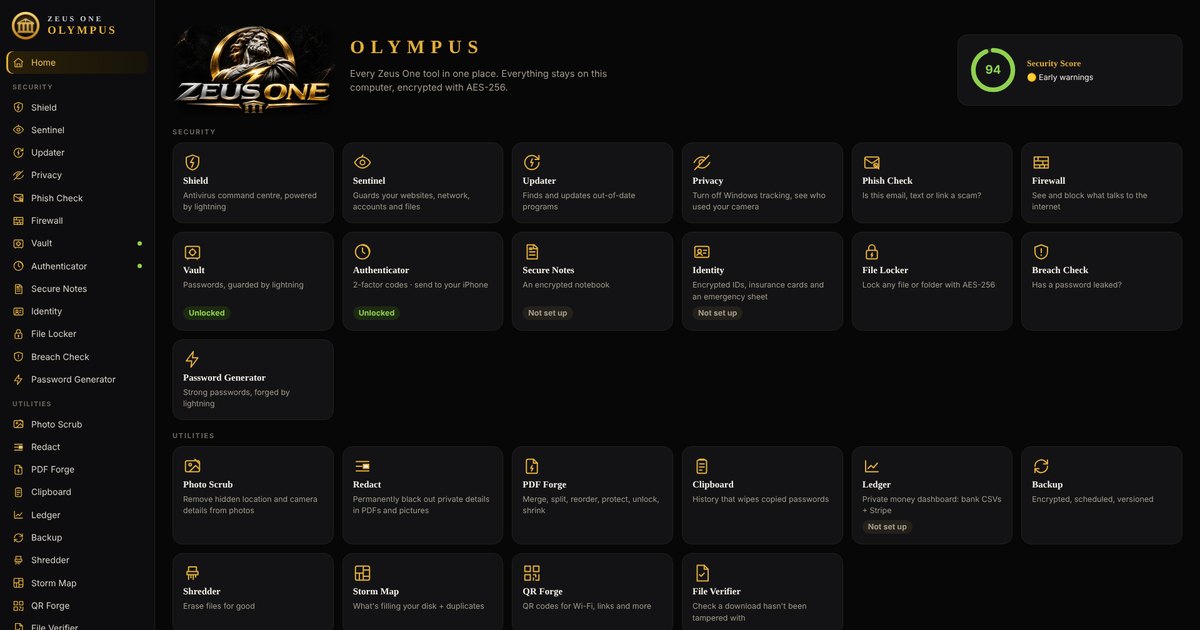 ZEUS ONE
OLYMPUS
Home
SECURITY
Shield
Sentinel
Updater
Privacy
Phish Check
Firewall
Vault
Authenticator
Secure Notes
Identity
File Locker
Breach Check
Password Generator
UTILITIES
Photo Scrub
Redact
PDF Forge
Clipboard
Ledger
Backup
Shredder
Storm Map
QR Forge
File Verifier
ZEUS ONE
OLYMPUS
Every Zeus One tool in one place. Everything stays on this
computer, encrypted with AES-256.
94
Security Score
Early warnings
SECURITY
Shield
Antivirus command centre, powered
by lightning
Sentinel
Guards your websites, network,
accounts and files
Updater
Finds and updates out-of-date
programs
Privacy
Turn off Windows tracking, see who
used your camera
Phish Check
Is this email, text or link a scam?
Firewall
See and block what talks to the
internet
Vault
Passwords, guarded by lightning
Unlocked
Authenticator
2-factor codes · send to your iPhone
Unlocked
Secure Notes
An encrypted notebook
Not set up
Identity
Encrypted IDs, insurance cards and
an emergency sheet
Not set up
File Locker
Lock any file or folder with AES-256
Breach Check
Has a password leaked?
Password Generator
Strong passwords, forged by
lightning
UTILITIES
Photo Scrub
Remove hidden location and camera
details from photos
Redact
Permanently black out private details
in PDFs and pictures
PDF Forge
Merge, split, reorder, protect, unlock,
shrink
Clipboard
History that wipes copied passwords
Ledger
Private money dashboard: bank CSVs
+ Stripe
Not set up
Backup
Encrypted, scheduled, versioned
Shredder
Erase files for good
Storm Map
What's filling your disk + duplicates
QR Forge
QR codes for Wi-Fi, links and more
File Verifier
Check a download hasn't been
tampered with